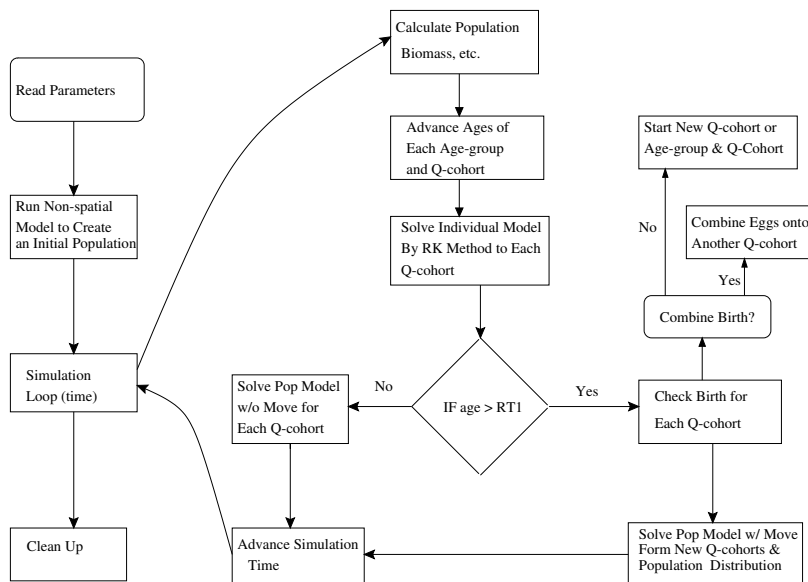 Read Parameters
Run Non-spatial
Model to Create
an Initial Population
Simulation
Loop (time)
Clean Up
Calculate Population
Biomass, etc.
Advance Ages of
Each Age-group
and Q-cohort
Solve Individual Model
By RK Method to Each
Q-cohort
IF age > RT1
No
Yes
Solve Pop Model
w/o Move for
Each Q-cohort
Advance Simulation
Time
Start New Q-cohort or
Age-group & Q-Cohort
No
Combine Eggs onto
Another Q-cohort
Yes
Combine Birth?
Check Birth for
Each Q-cohort
Solve Pop Model w/ Move
Form New Q-cohorts &
Population Distribution